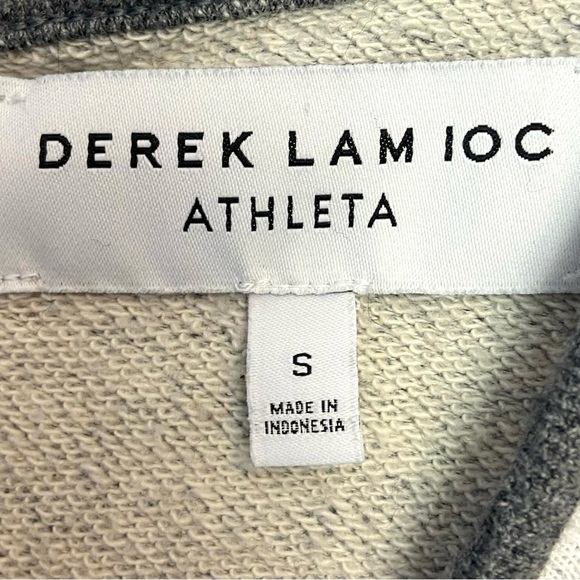 DEREK LAM 10C
ATHLETA
S
MADE IN
INDONESIA